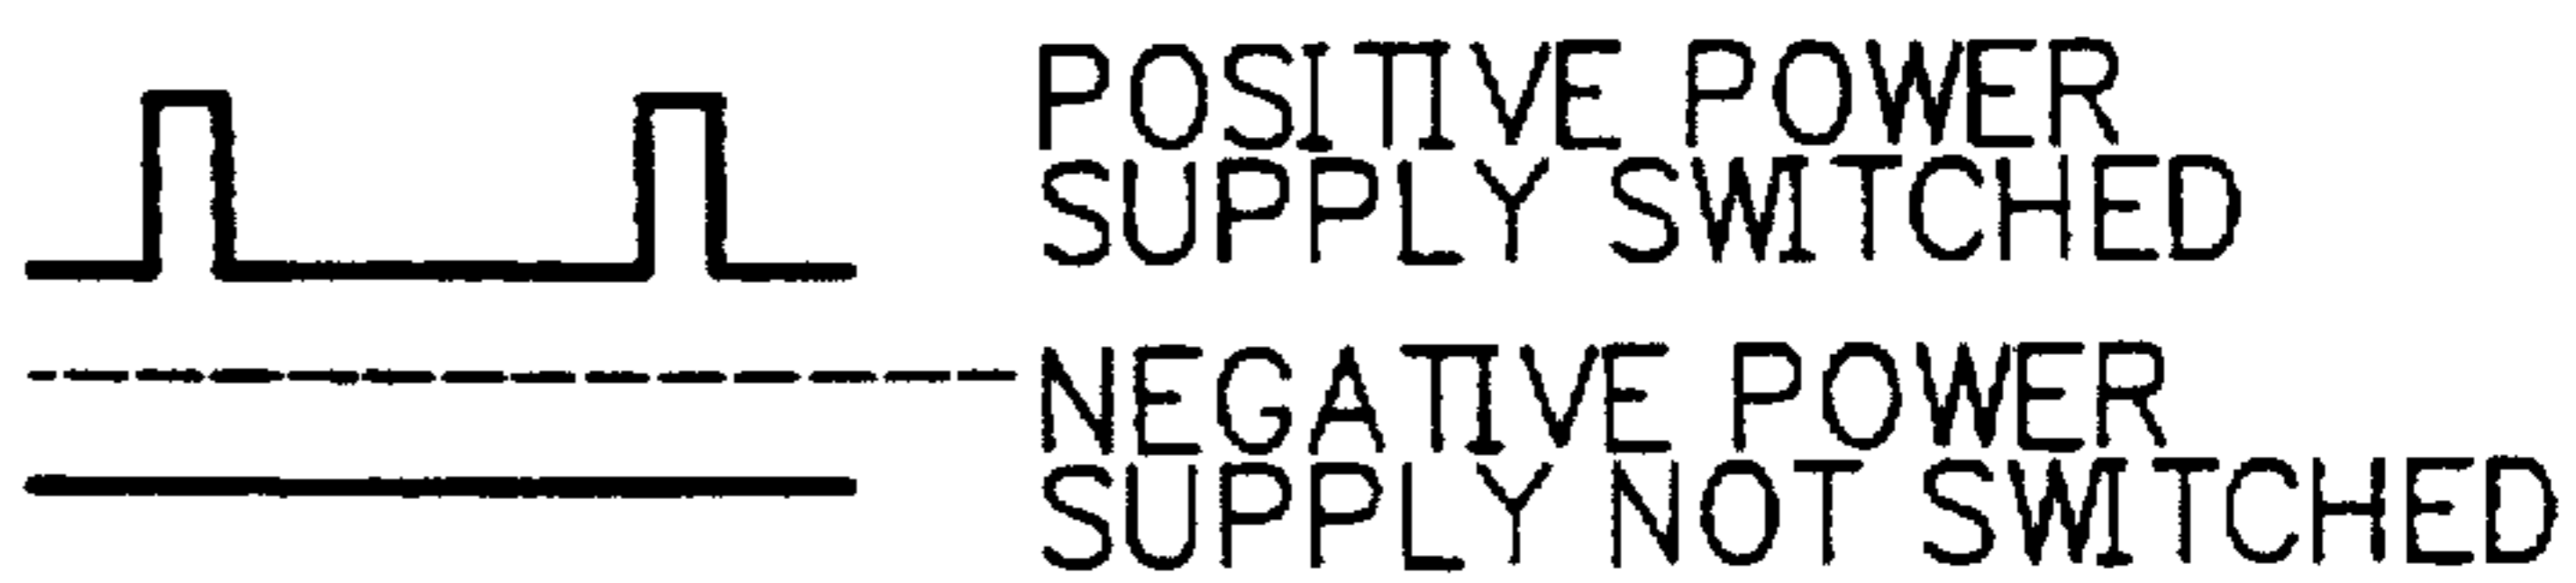 POSITIVE POWER
SUPPLY SWITCHED
NEGATIVE POWER
SUPPLY NOT SWITCHED